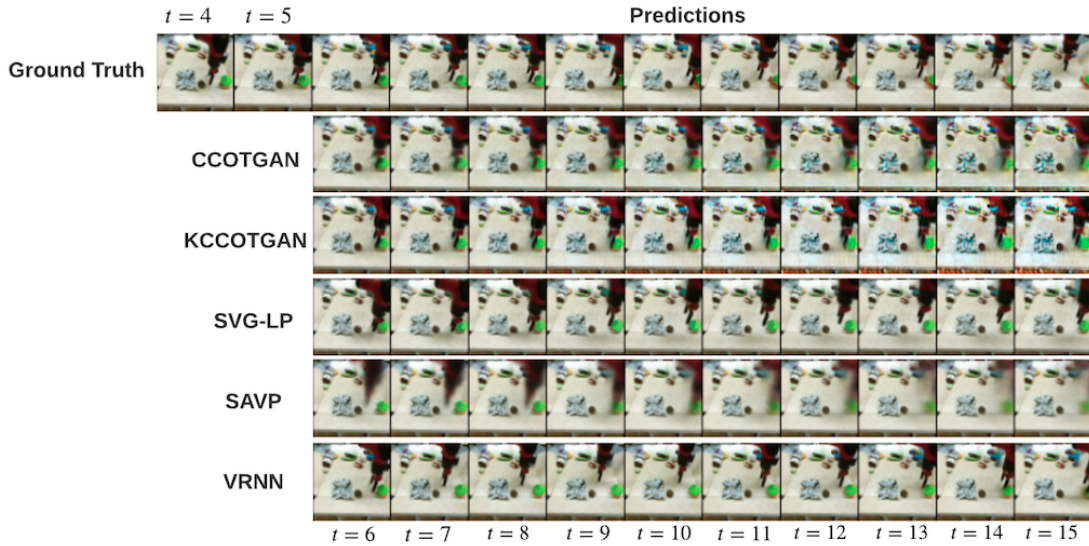 t = 4 t = 5 Predictions
Ground Truth
CCOTGAN
KCCOTGAN
SVG-LP
SAVP
VRNN
t = 6 t = 7 t = 8 t = 9 t = 10 t = 11 t = 12 t = 13 t = 14 t = 15